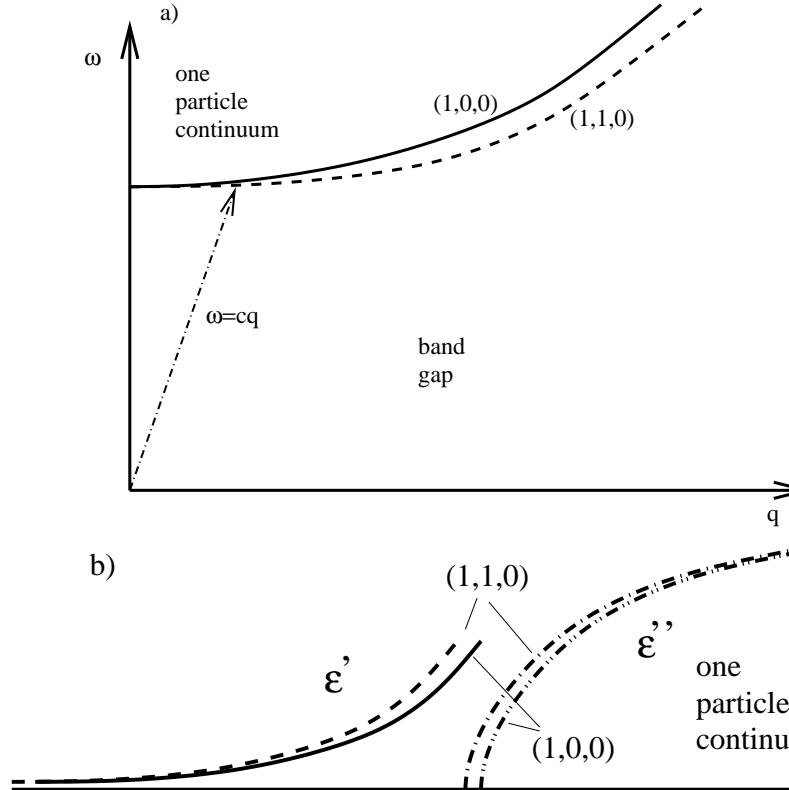 a)
ω
one
particle
continuum
(1,0,0)
(1,1,0)
ω=cq
band
gap
q
b)
(1,1,0)
ε'
ε''
one
particle
continu
(1,0,0)